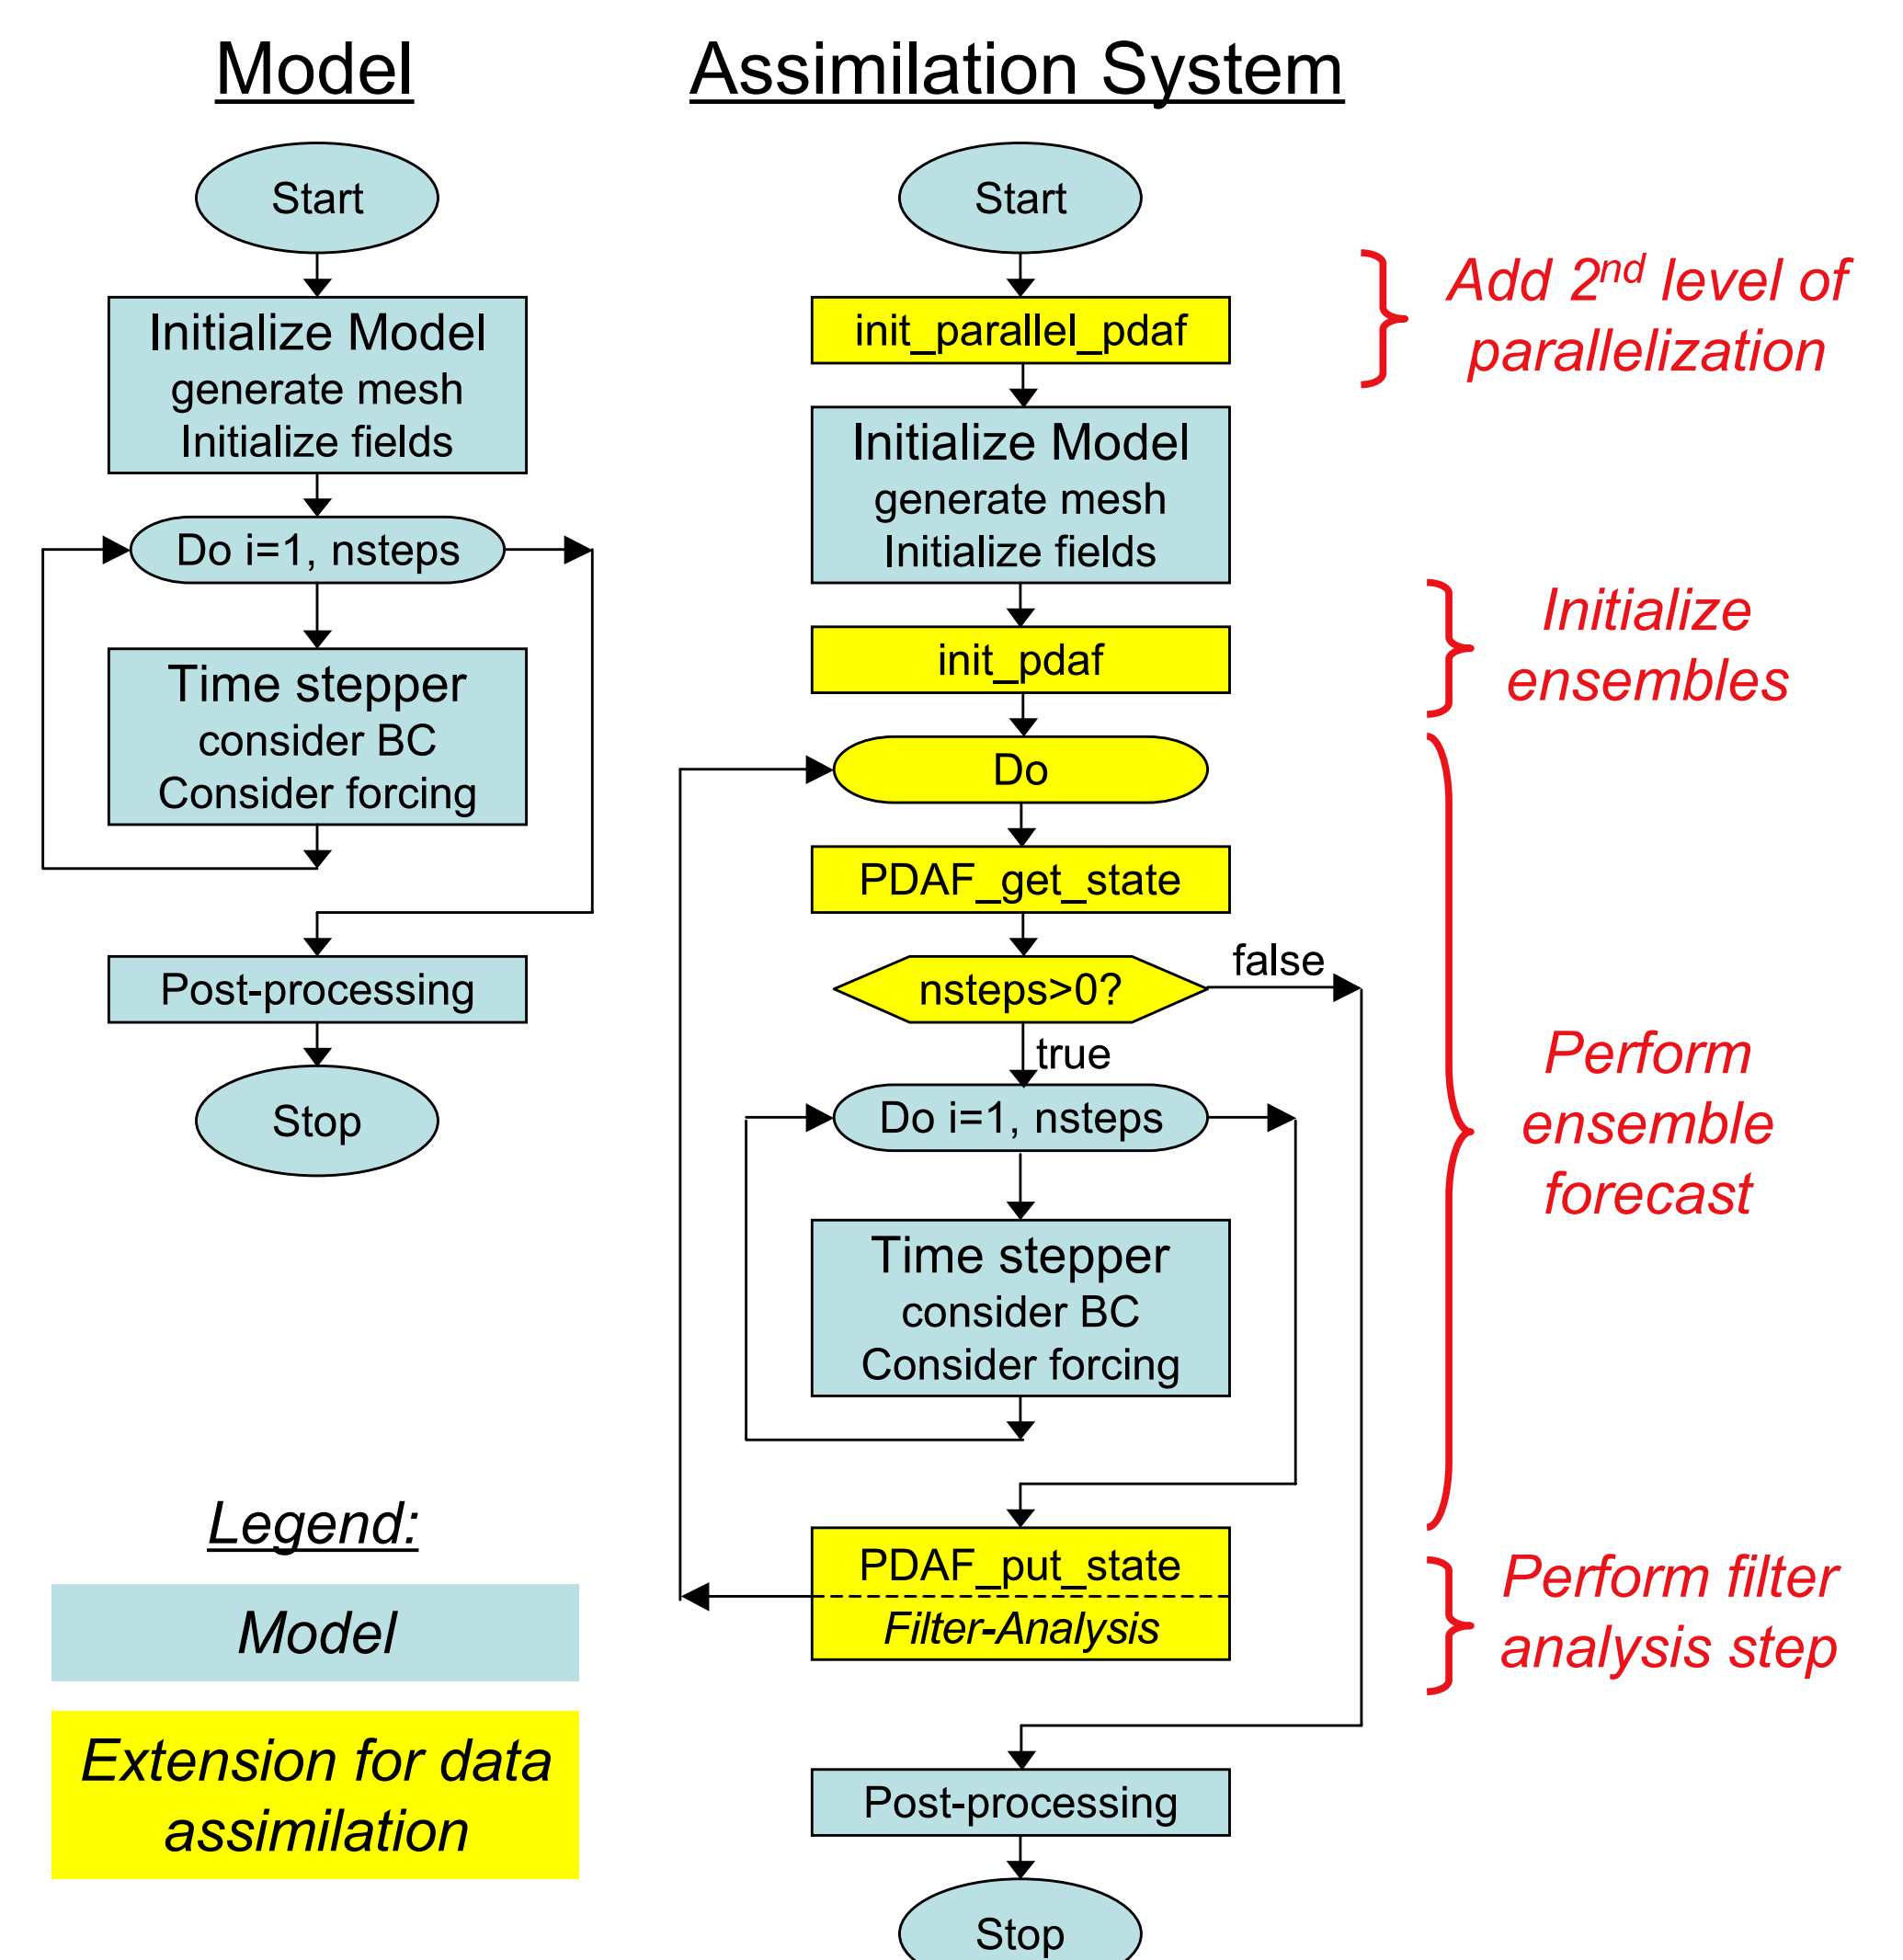 Model
Start
Initialize Model
generate mesh
Initialize fields
Do i=1, nsteps
Time stepper
consider BC
Consider forcing
Post-processing
Stop
Legend:
Model
Extension for data
assimilation
Assimilation System
Start
init_parallel_pdaf
Initialize Model
generate mesh
Initialize fields
init_pdaf
Do
PDAF_get_state
nsteps>0?
false
true
Do i=1, nsteps
Time stepper
consider BC
Consider forcing
PDAF_put_state
Filter-Analysis
Post-processing
Stop
Add 2nd level of
parallelization
Initialize
ensembles
Perform
ensemble
forecast
Perform filter
analysis step